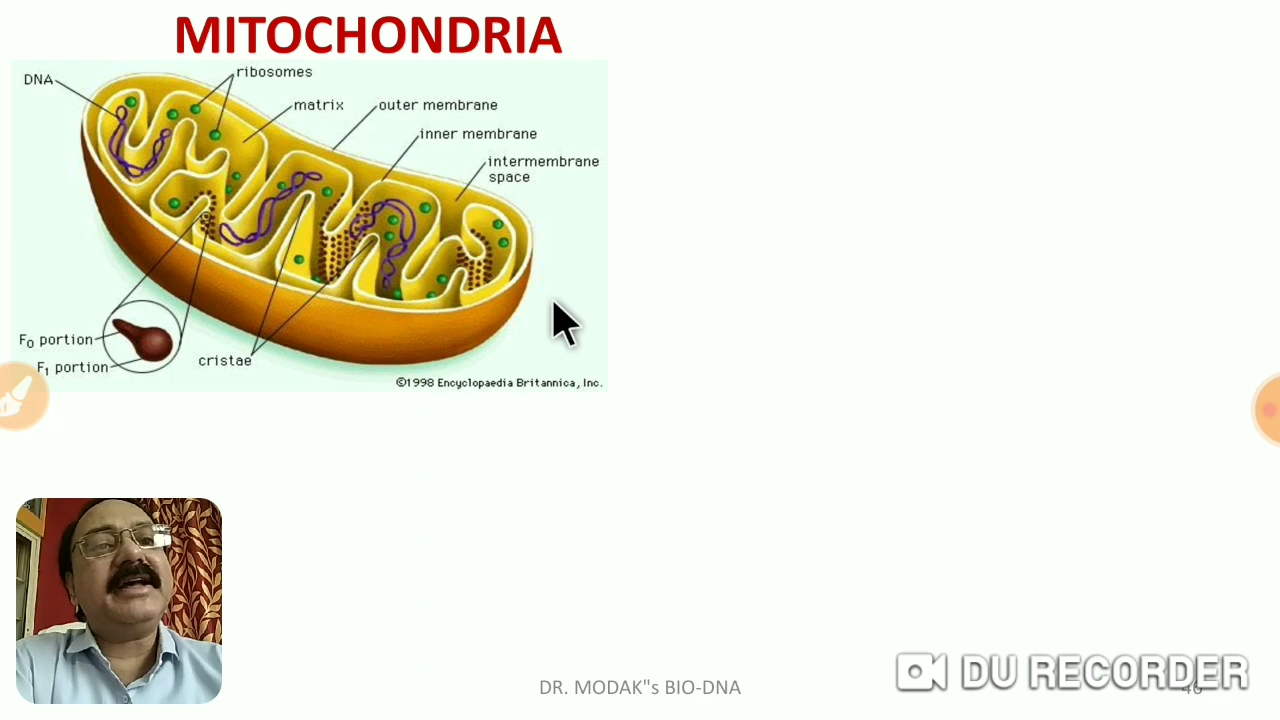 MITOCHONDRIA
DNA
ribosomes
matrix
outer membrane
inner membrane
intermembrane
space
F0 portion
F1 portion
cristae
©1998 Encyclopaedia Britannica, Inc.
DU RECORDER
DR. MODAK"s BIO-DNA
46